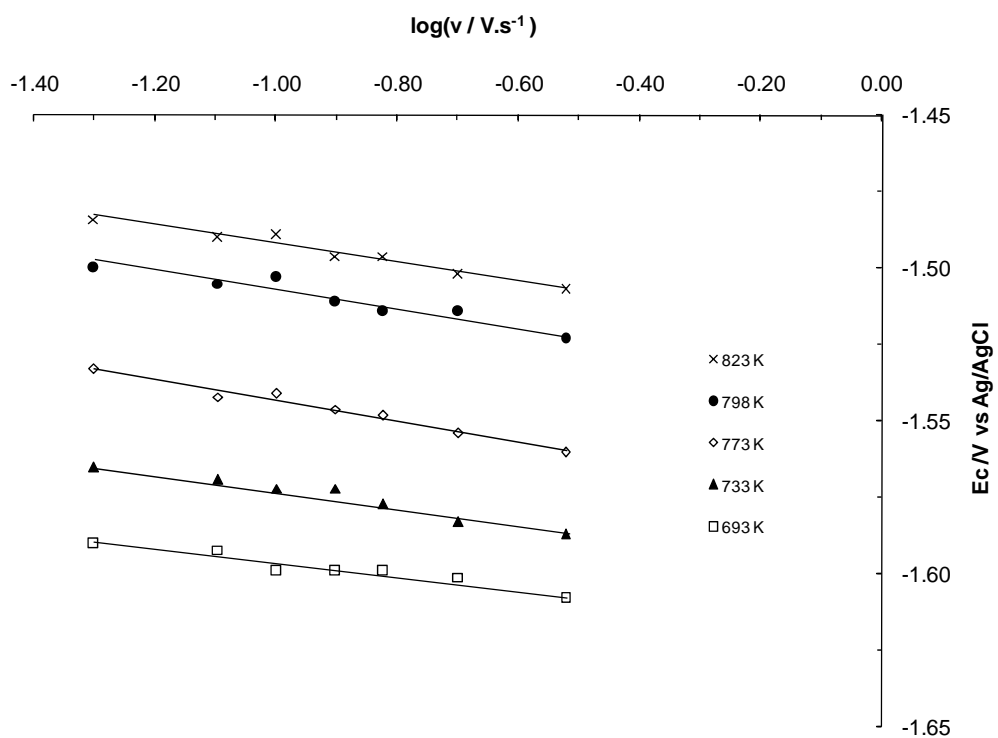 log(v / V.s⁻¹ )
-1.40 -1.20 -1.00 -0.80 -0.60 -0.40 -0.20 0.00
-1.45
-1.50
-1.55
-1.60
-1.65
Ec/V vs Ag/AgCl
823 K
798 K
773 K
733 K
693 K